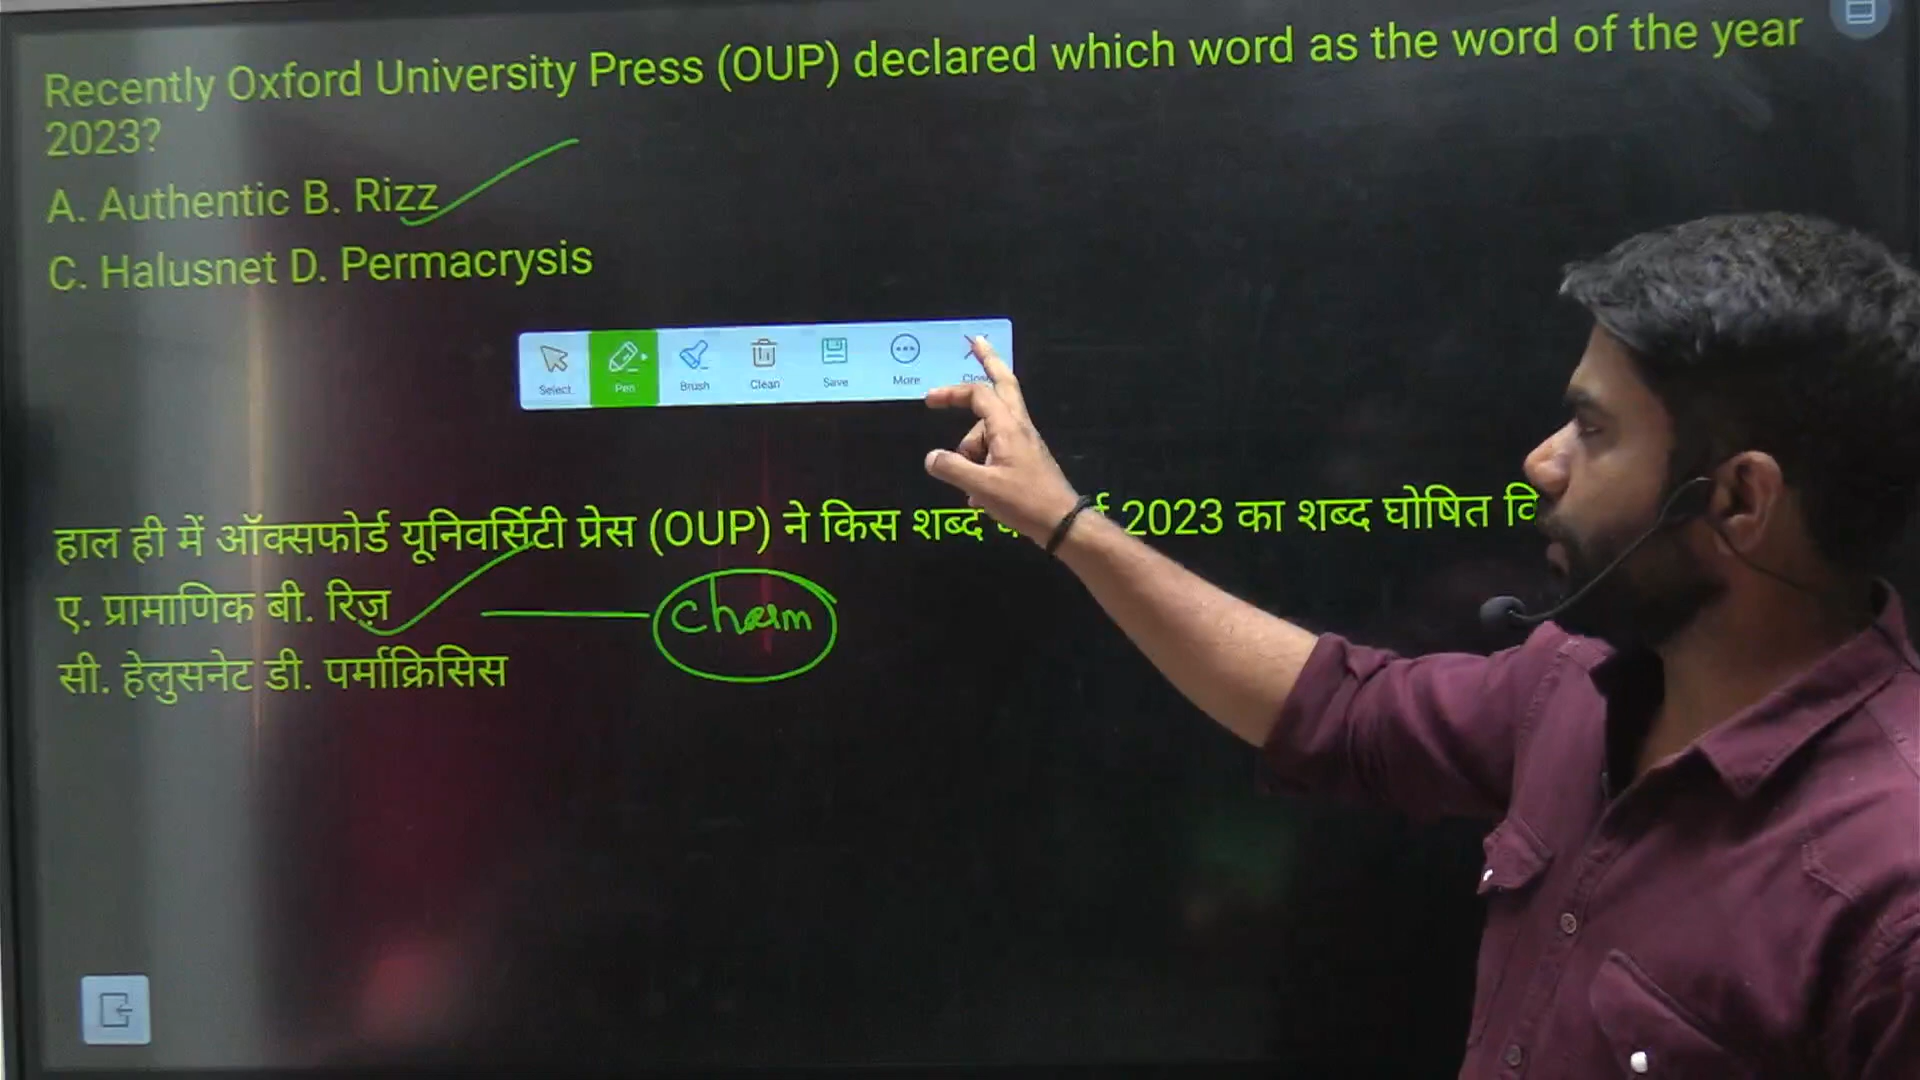 Recently Oxford University Press (OUP) declared which word as the word of the year
2023?
A. Authentic B. Rizz
C. Halusnet D. Permacrysis
Select Pen Brush Clean Save More Close
हाल ही में ऑक्सफोर्ड यूनिवर्सिटी प्रेस (OUP) ने किस शब्द 2023 का शब्द घोषित
ए. प्रामाणिक बी. रिज़
charm
सी. हेलुसनेट डी. पर्माक्रिसिस